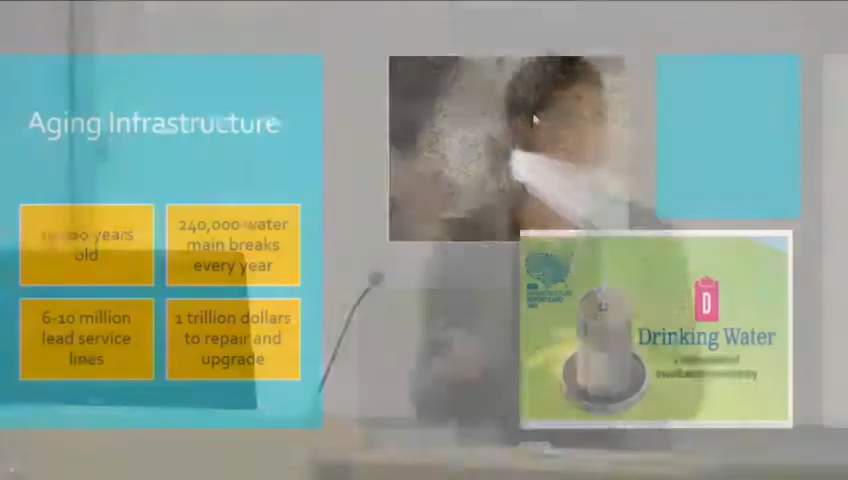 Aging Infrastructure
years
old
240,000 water
main breaks
every year
6-10 million
lead service
lines
1 trillion dollars
to repair and
upgrade
D
Drinking Water